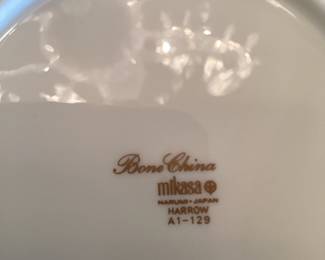 Bone China
mikasa
NARUMI-JAPAN
HARROW
A1-129